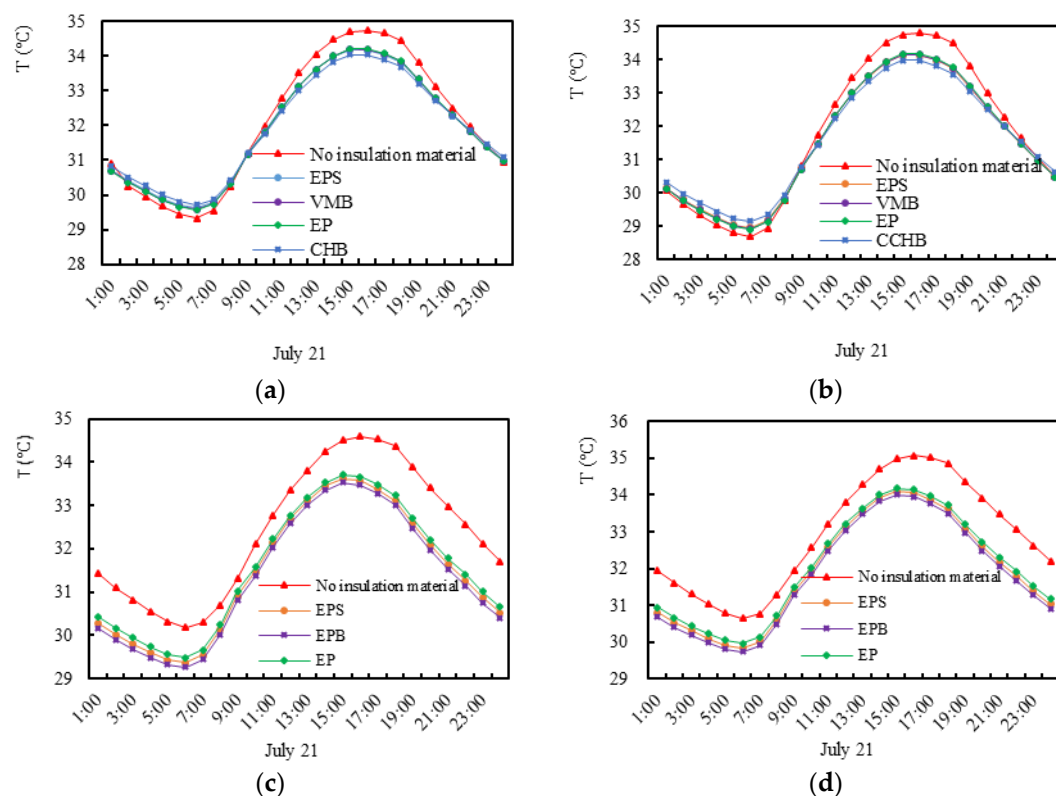 T (°C)
35
34
33
32
31
30
29
28
No insulation material
EPS
VMB
EP
CHB
1:00
3:00
5:00
7:00
9:00
11:00
13:00
15:00
17:00
19:00
21:00
23:00
July 21
(a)
T (°C)
35
34
33
32
31
30
29
28
No insulation material
EPS
VMB
EP
CCHB
1:00
3:00
5:00
7:00
9:00
11:00
13:00
15:00
17:00
19:00
21:00
23:00
July 21
(b)
T (°C)
35
34
33
32
31
30
29
No insulation material
EPS
EPB
EP
1:00
3:00
5:00
7:00
9:00
11:00
13:00
15:00
17:00
19:00
21:00
23:00
July 21
(c)
T (°C)
36
35
34
33
32
31
30
29
No insulation material
EPS
EPB
EP
1:00
3:00
5:00
7:00
9:00
11:00
13:00
15:00
17:00
19:00
21:00
23:00
July 21
(d)